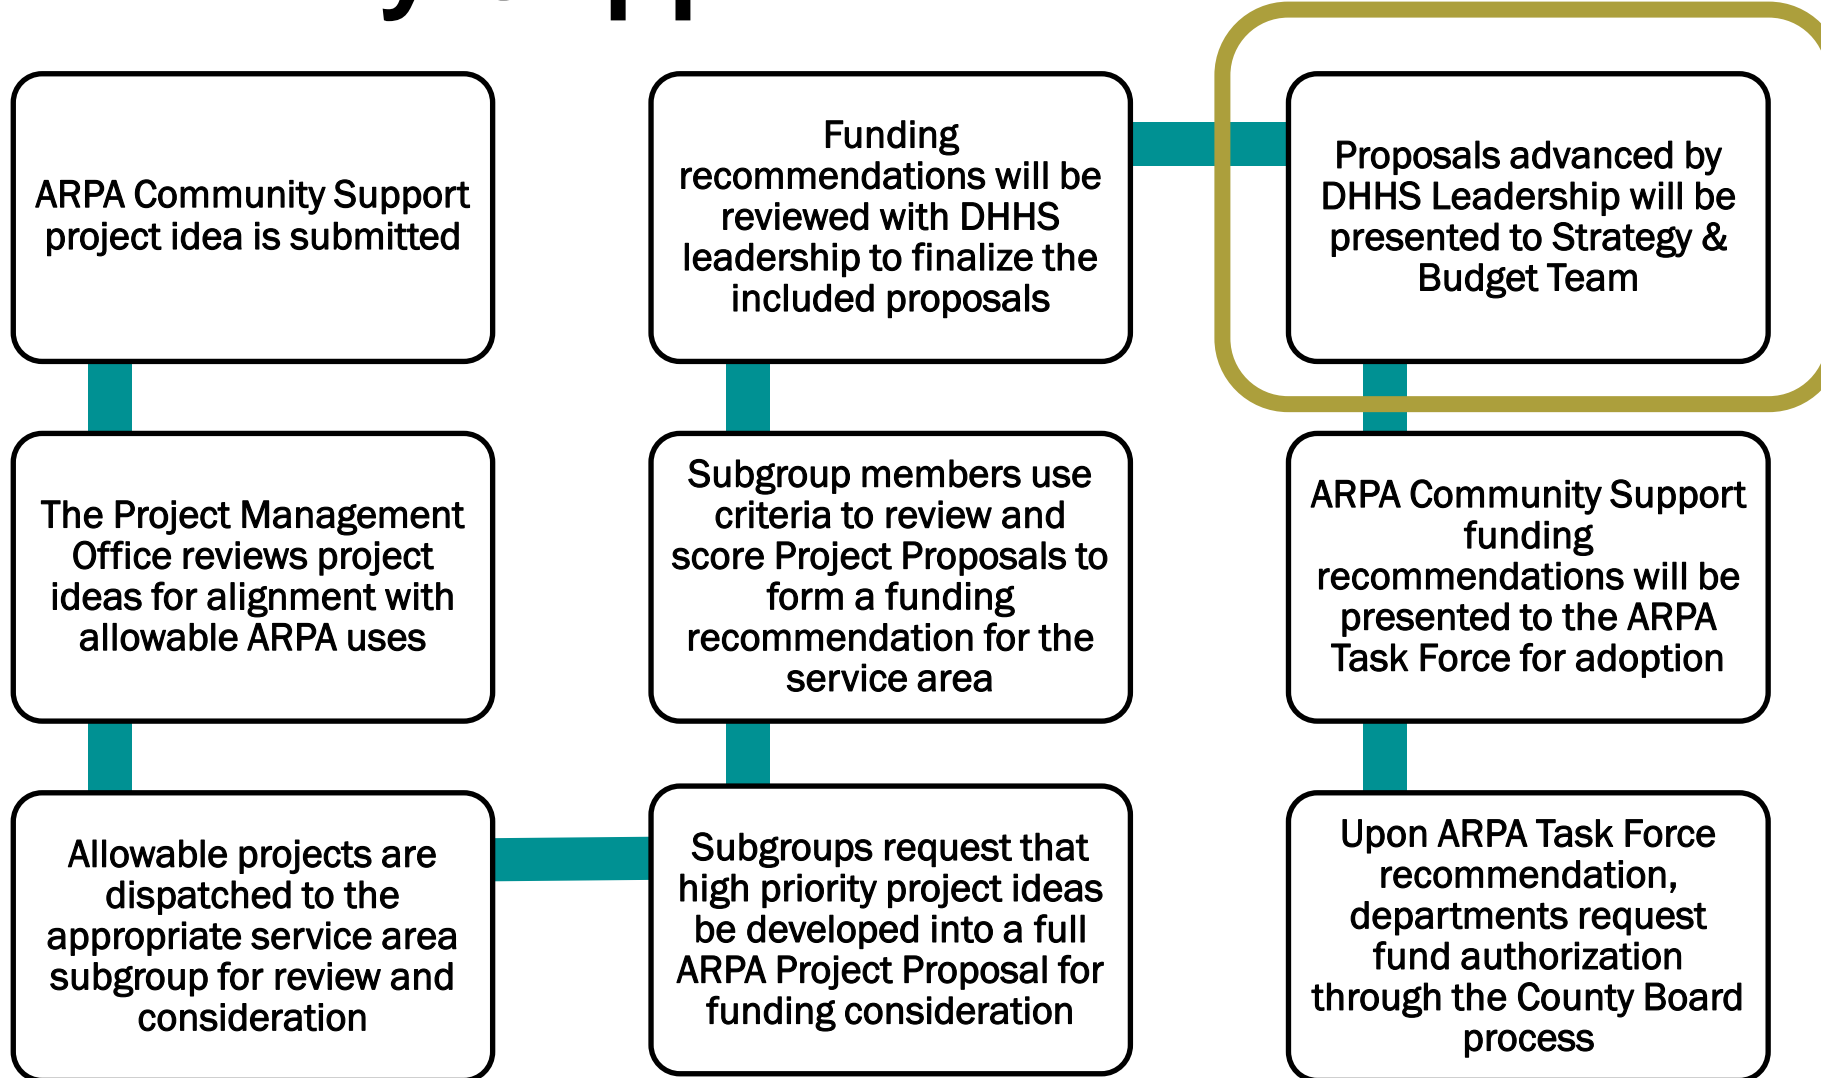 ARPA Community Support
project idea is submitted
The Project Management
Office reviews project
ideas for alignment with
allowable ARPA uses
Allowable projects are
dispatched to the
appropriate service area
subgroup for review and
consideration
Subgroups request that
high priority project ideas
be developed into a full
ARPA Project Proposal for
funding consideration
Subgroup members use
criteria to review and
score Project Proposals to
form a funding
recommendation for the
service area
Funding
recommendations will be
reviewed with DHHS
leadership to finalize the
included proposals
Proposals advanced by
DHHS Leadership will be
presented to Strategy &
Budget Team
ARPA Community Support
funding
recommendations will be
presented to the ARPA
Task Force for adoption
Upon ARPA Task Force
recommendation,
departments request
fund authorization
through the County Board
process